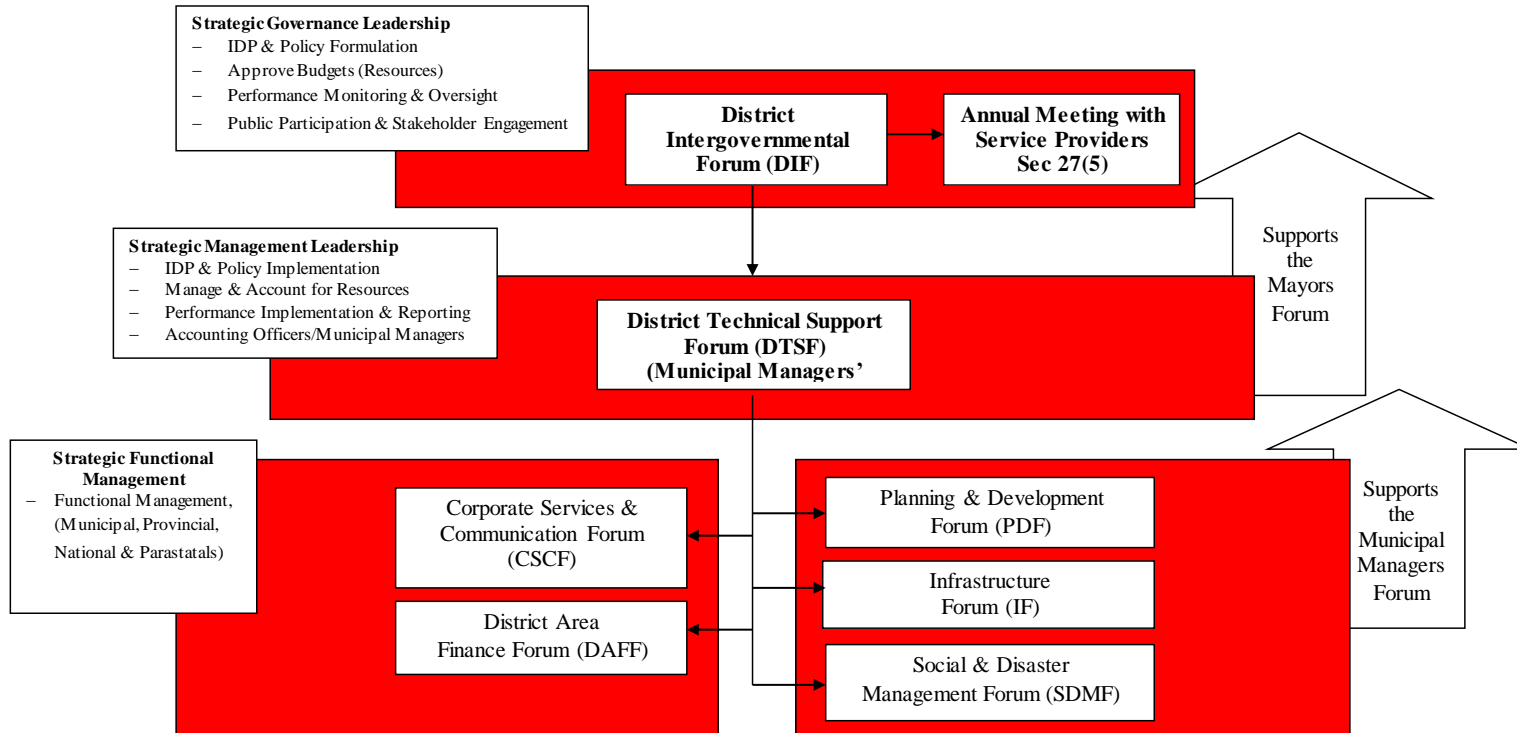 Strategic Governance Leadership
– IDP & Policy Formulation
– Approve Budgets (Resources)
– Performance Monitoring & Oversight
– Public Participation & Stakeholder Engagement
District
Intergovernmental
Forum (DIF)
Annual Meeting with
Service Providers
Sec 27(5)
Supports
the
Mayors
Forum
Strategic Management Leadership
– IDP & Policy Implementation
– Manage & Account for Resources
– Performance Implementation & Reporting
– Accounting Officers/Municipal Managers
District Technical Support
Forum (DTSF)
(Municipal Managers’
Strategic Functional
Management
– Functional Management,
(Municipal, Provincial,
National & Parastatals)
Corporate Services &
Communication Forum
(CSCF)
District Area
Finance Forum (DAFF)
Planning & Development
Forum (PDF)
Infrastructure
Forum (IF)
Social & Disaster
Management Forum (SDMF)
Supports
the
Municipal
Managers
Forum